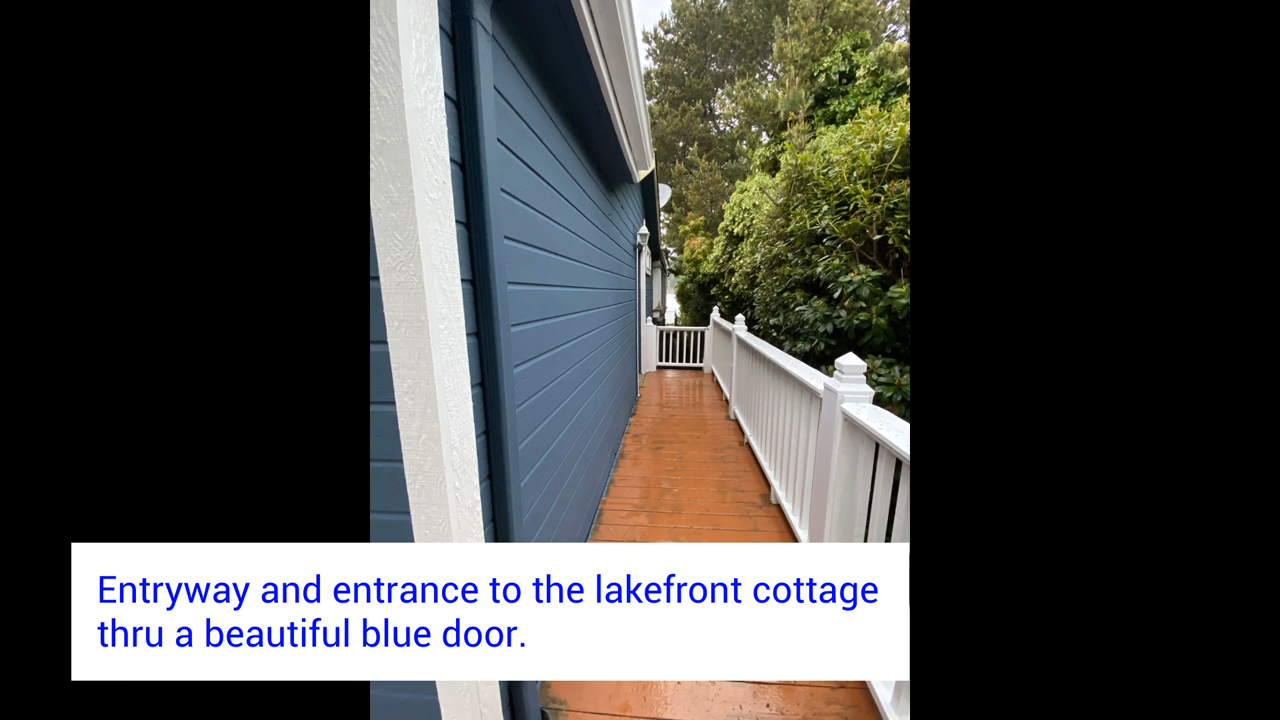 Entryway and entrance to the lakefront cottage
thru a beautiful blue door.